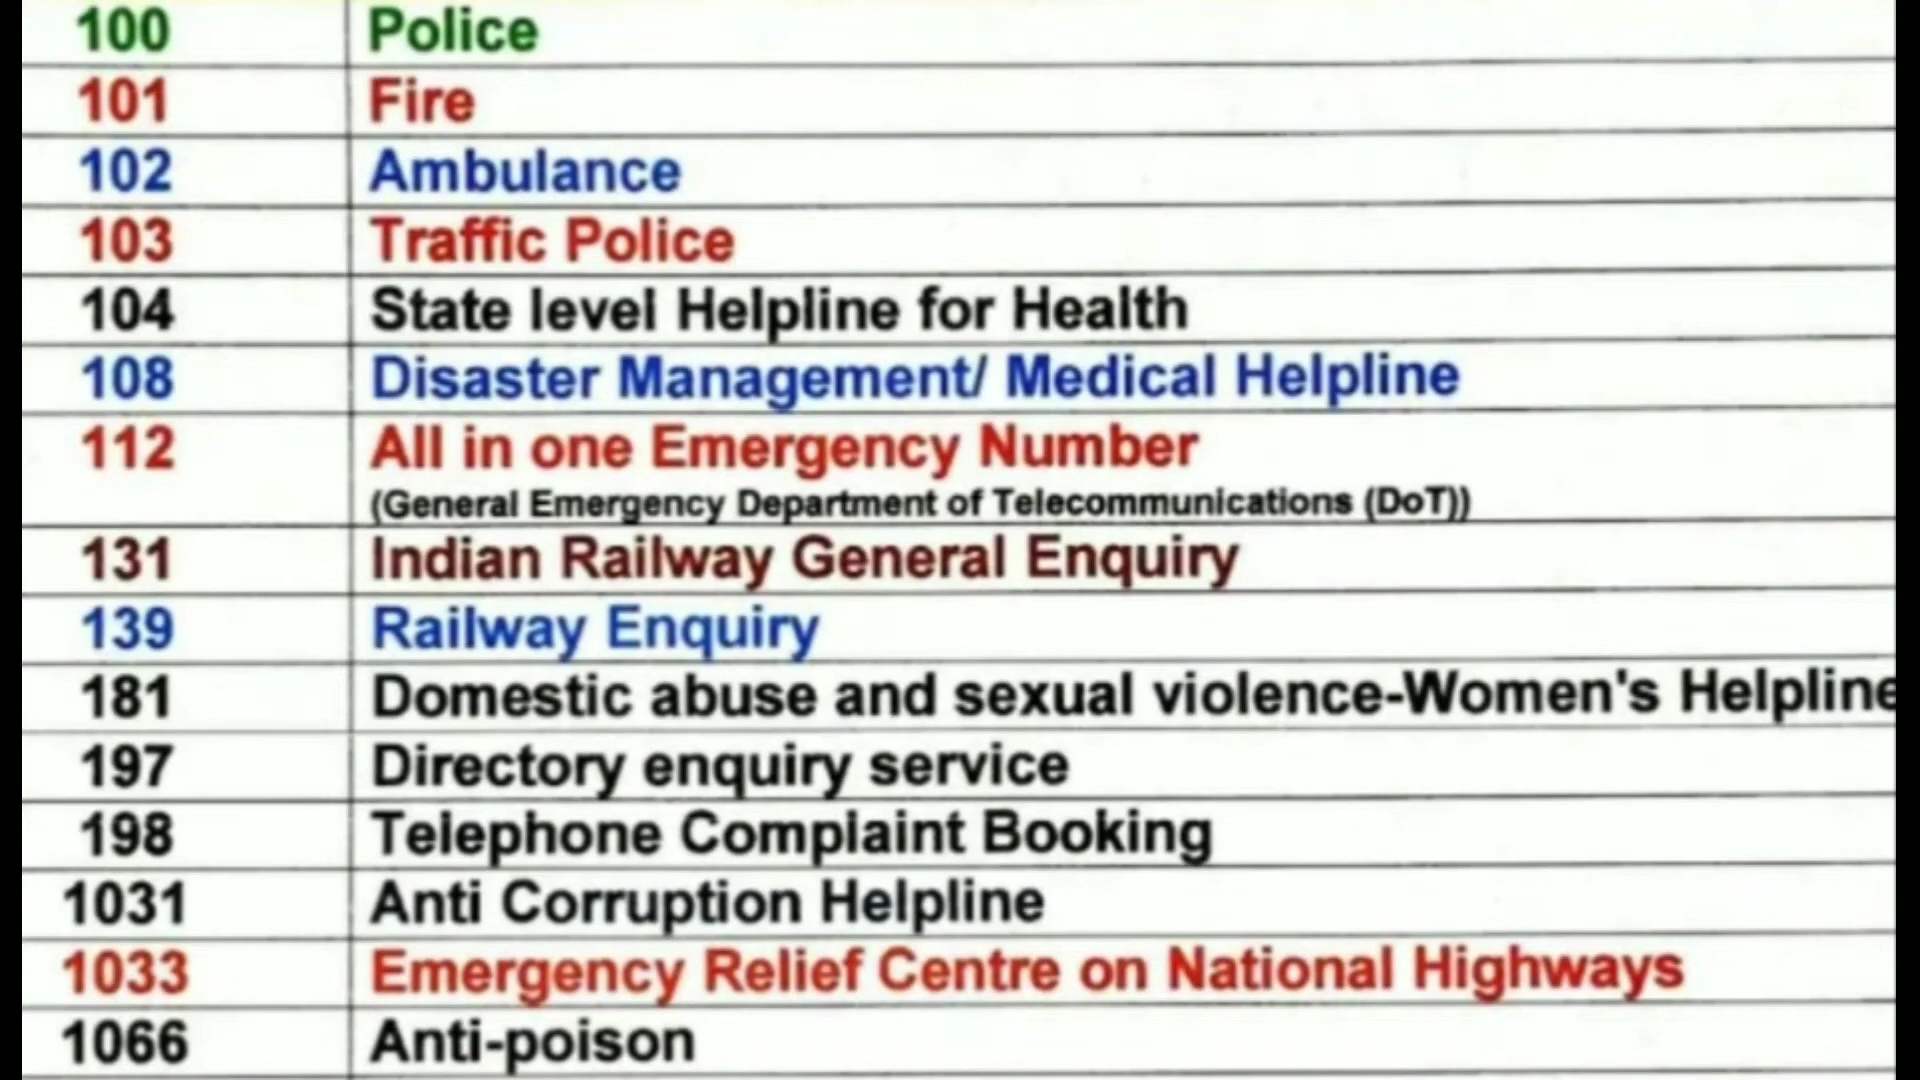 100 Police
101 Fire
102 Ambulance
103 Traffic Police
104 State level Helpline for Health
108 Disaster Management/ Medical Helpline
112 All in one Emergency Number
(General Emergency Department of Telecommunications (DoT))
131 Indian Railway General Enquiry
139 Railway Enquiry
181 Domestic abuse and sexual violence-Women's Helpline
197 Directory enquiry service
198 Telephone Complaint Booking
1031 Anti Corruption Helpline
1033 Emergency Relief Centre on National Highways
1066 Anti-poison